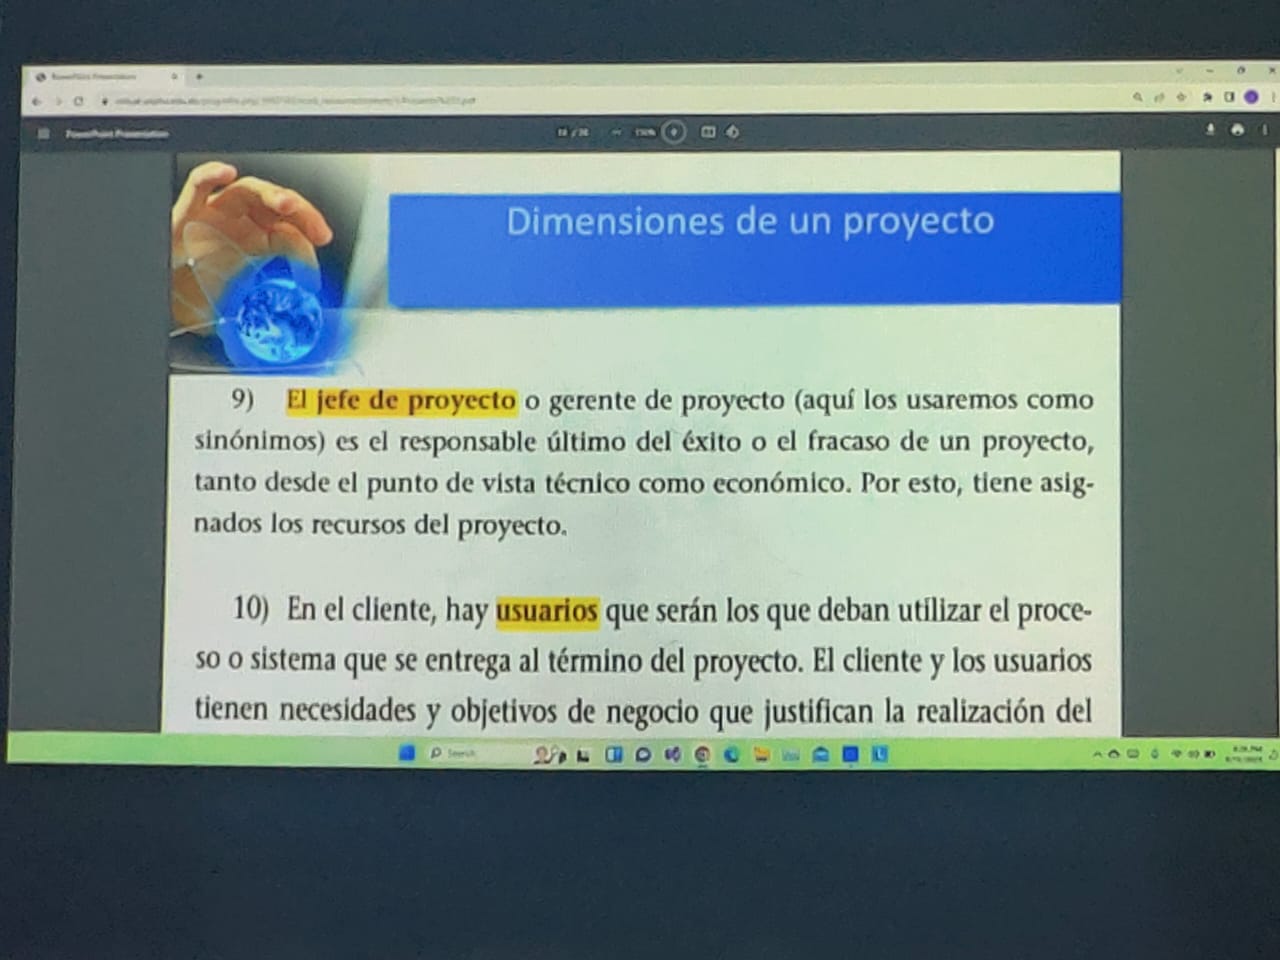 PowerPoint Presentation
PowerPoint Presentation
Dimensiones de un proyecto
9) El jefe de proyecto o gerente de proyecto (aquí los usaremos como
sinónimos) es el responsable último del éxito o el fracaso de un proyecto,
tanto desde el punto de vista técnico como económico. Por esto, tiene asig-
nados los recursos del proyecto.
10) En el cliente, hay usuarios que serán los que deban utilizar el proce-
so o sistema que se entrega al término del proyecto. El cliente y los usuarios
tienen necesidades y objetivos de negocio que justifican la realización del
Search